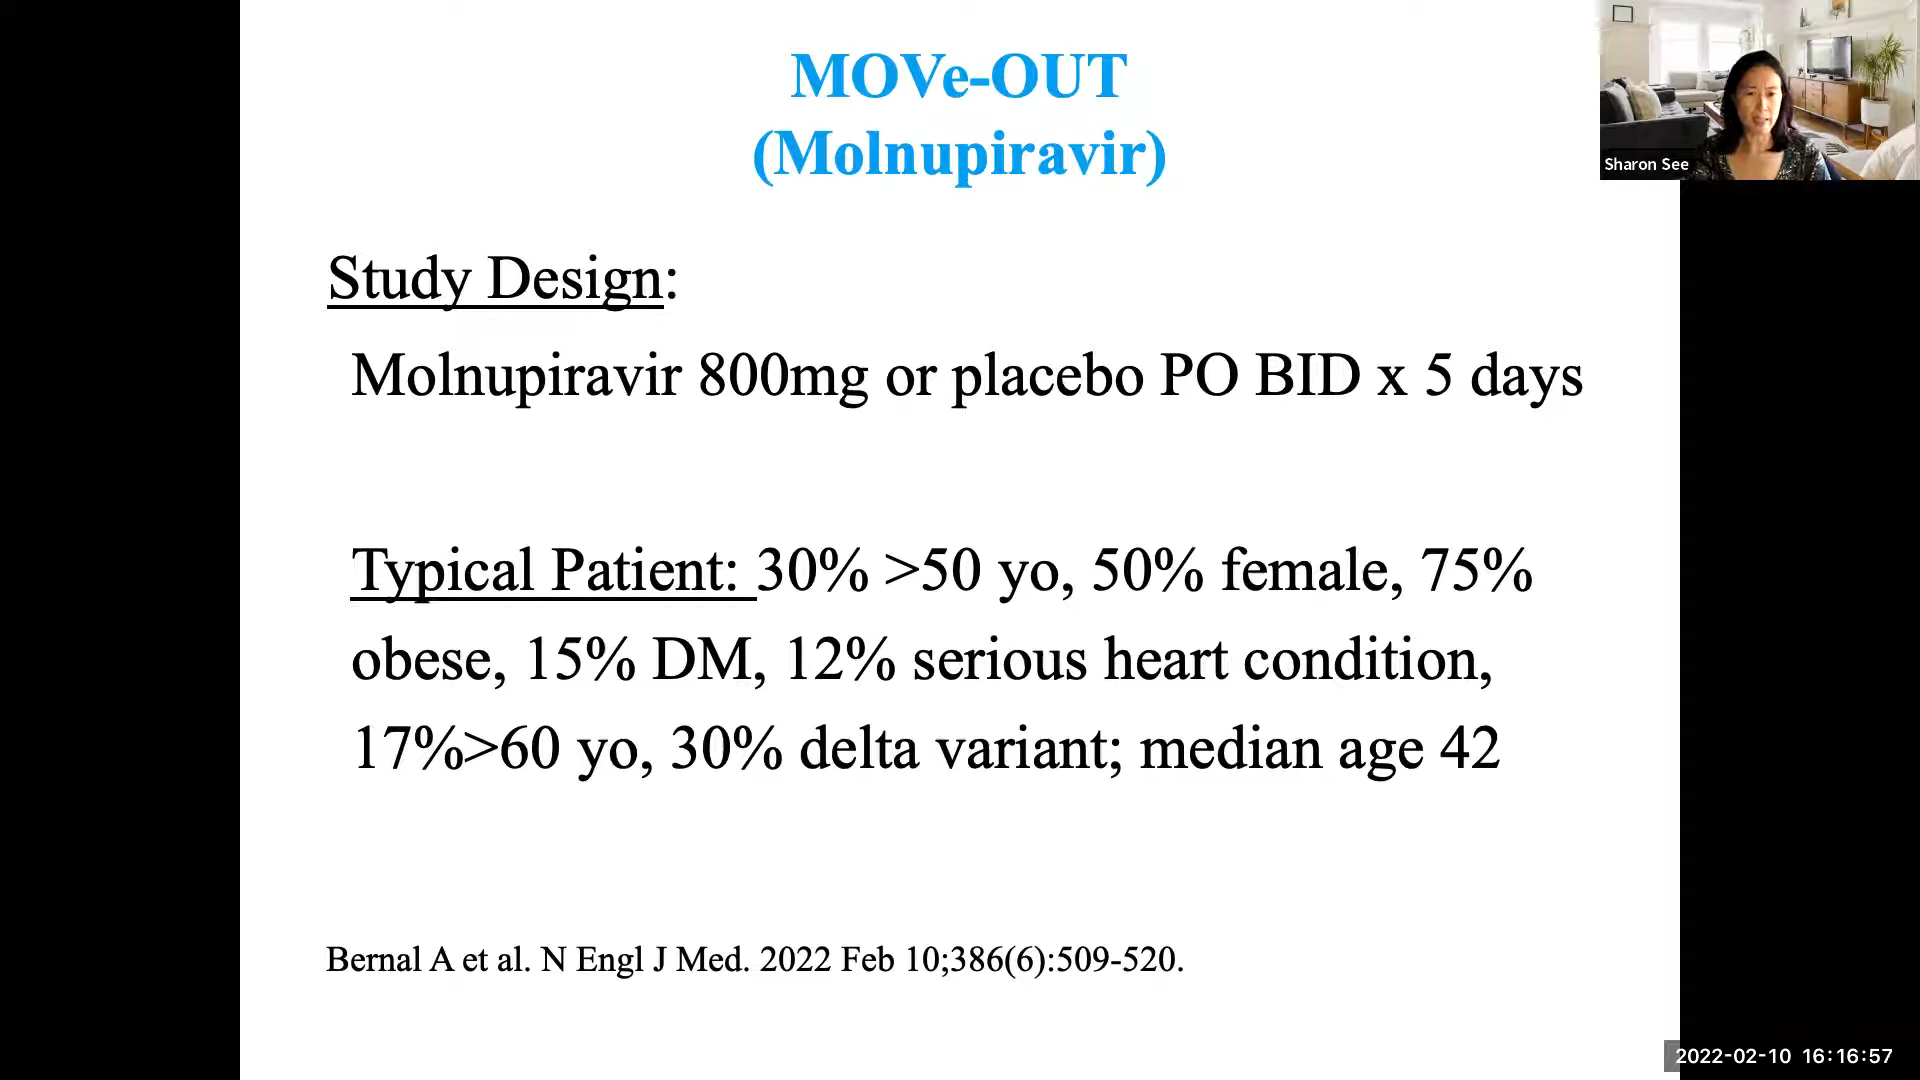 MOVe-OUT
(Molnupiravir)
Sharon See
Study Design:
Molnupiravir 800mg or placebo PO BID x 5 days
Typical Patient: 30% >50 yo, 50% female, 75%
obese, 15% DM, 12% serious heart condition,
17%>60 yo, 30% delta variant; median age 42
Bernal A et al. N Engl J Med. 2022 Feb 10;386(6):509-520.
2022-02-10 16:16:57